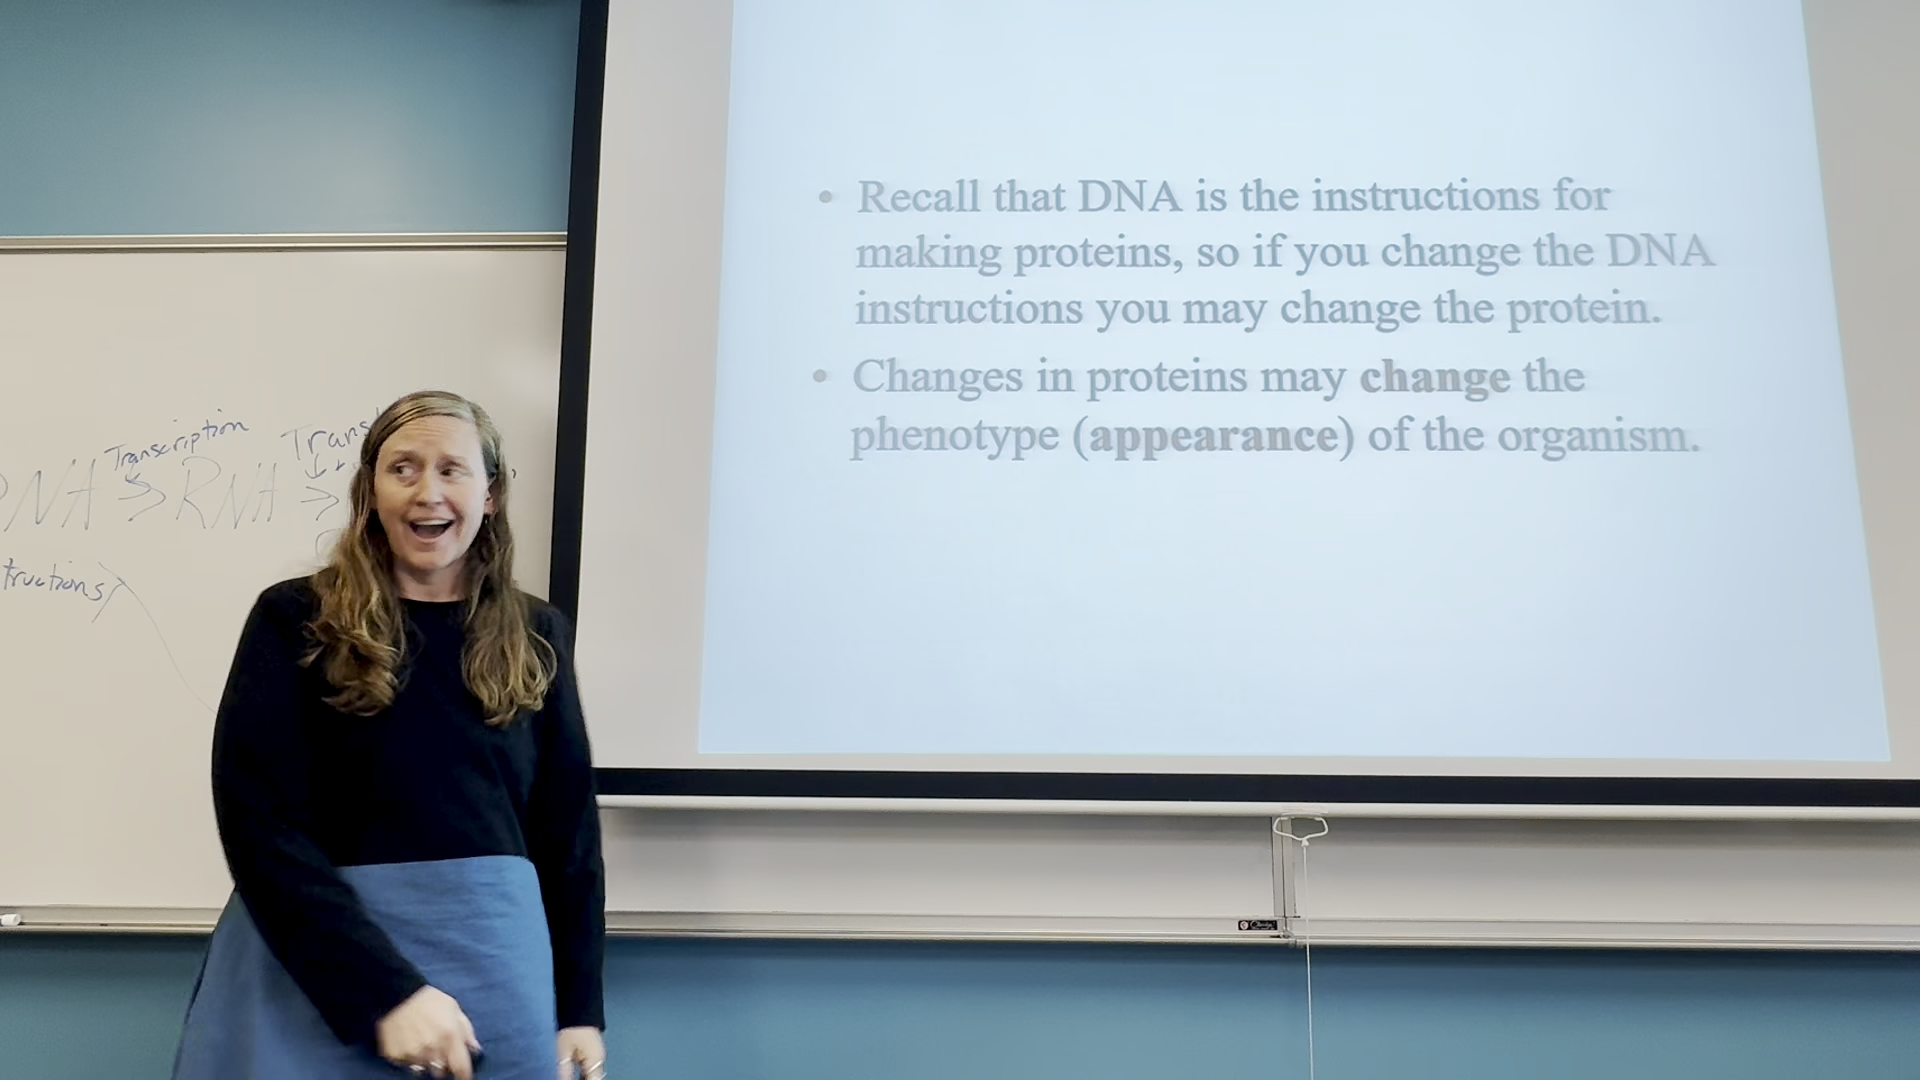 • Recall that DNA is the instructions for
making proteins, so if you change the DNA
instructions you may change the protein.
• Changes in proteins may change the
phenotype (appearance) of the organism.
Transcription
DNA → RNA →